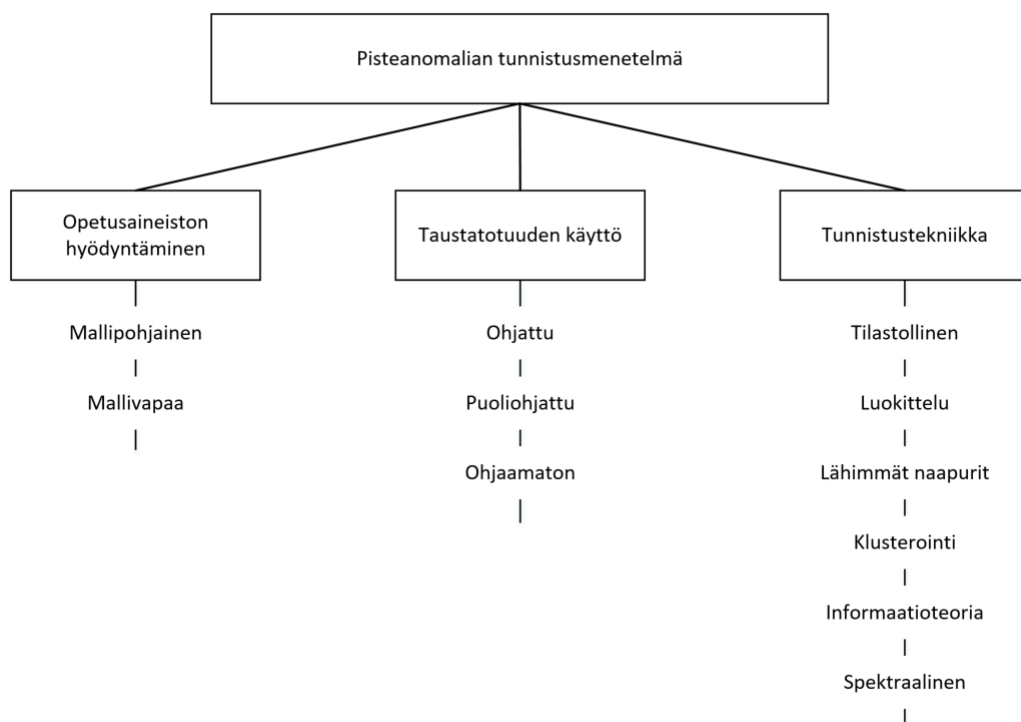 Pisteanomalian tunnistusmenetelmä
Opetusaineiston
hyödyntäminen
Taustatotuuden käyttö
Tunnistustekniikka
Mallipohjainen
Mallivapaa
Ohjattu
Puoliohjattu
Ohjaamaton
Tilastollinen
Luokittelu
Lähimmät naapurit
Klusterointi
Informaatioteoria
Spektraalinen